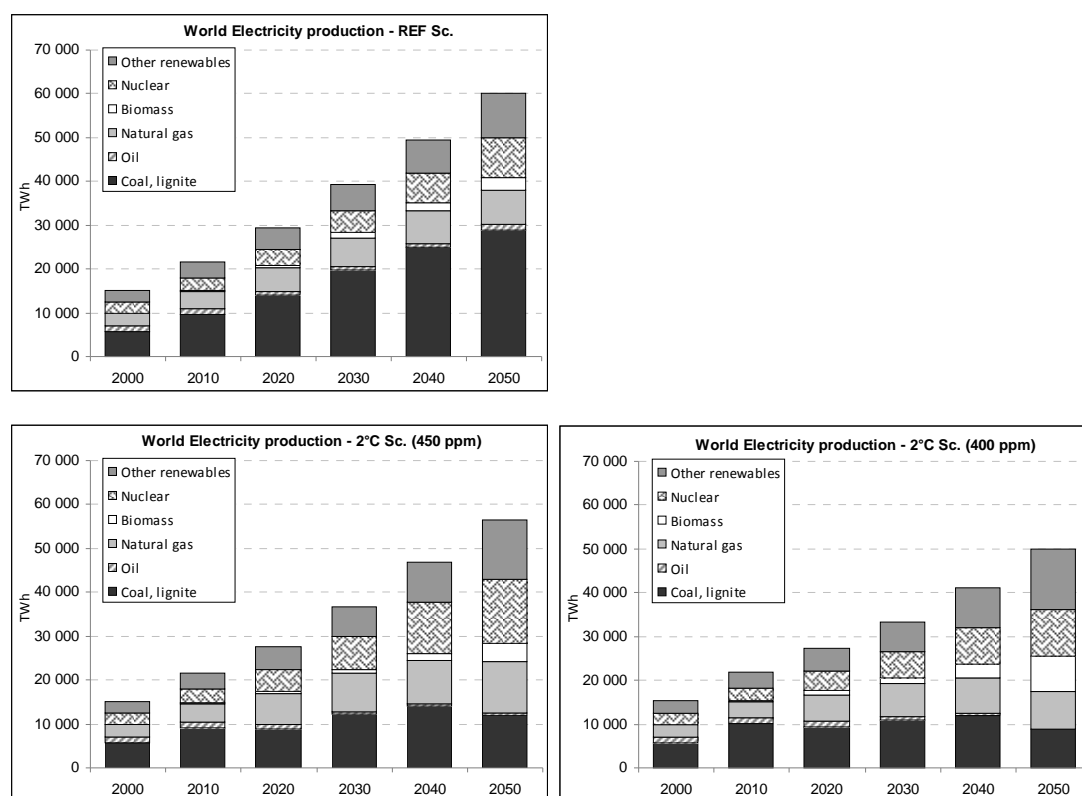 World Electricity production - REF Sc.
70 000
60 000
50 000
40 000
30 000
20 000
10 000
0
TWh
Other renewables
Nuclear
Biomass
Natural gas
Oil
Coal, lignite
2000 2010 2020 2030 2040 2050
World Electricity production - 2°C Sc. (450 ppm)
70 000
60 000
50 000
40 000
30 000
20 000
10 000
0
TWh
Other renewables
Nuclear
Biomass
Natural gas
Oil
Coal, lignite
2000 2010 2020 2030 2040 2050
World Electricity production - 2°C Sc. (400 ppm)
70 000
60 000
50 000
40 000
30 000
20 000
10 000
0
TWh
Other renewables
Nuclear
Biomass
Natural gas
Oil
Coal, lignite
2000 2010 2020 2030 2040 2050